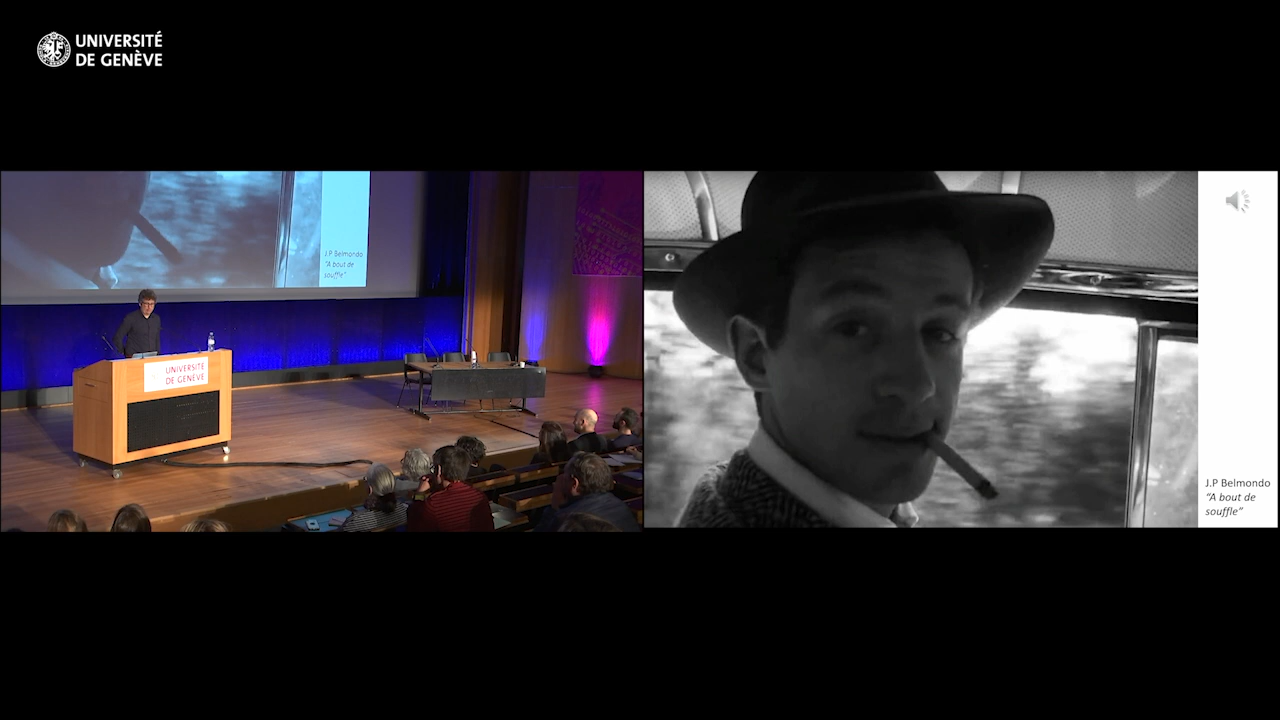 UNIVERSITÉ
DE GENÈVE
J.P Belmondo
"A bout de
souffle"
UNIVERSITÉ
DE GENÈVE
J.P Belmondo
“A bout de
souffle”